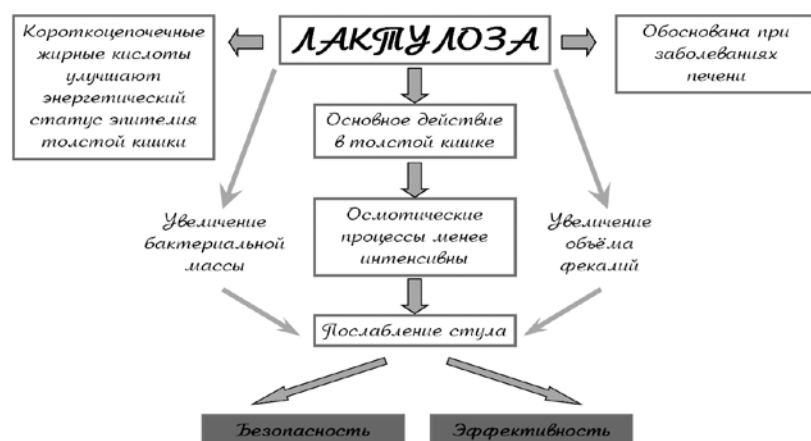 ЛАКТУЛОЗА
Короткоцепочечные
жирные кислоты
улучшают
энергетический
статус эпителия
толстой кишки
Обоснована при
заболеваниях
печени
Основное действие
в толстой кишке
Увеличение
бактериальной
массы
Осмотические
процессы менее
интенсивны
Увеличение
объёма
фекалий
Послабление стула
Безопасность
Эффективность